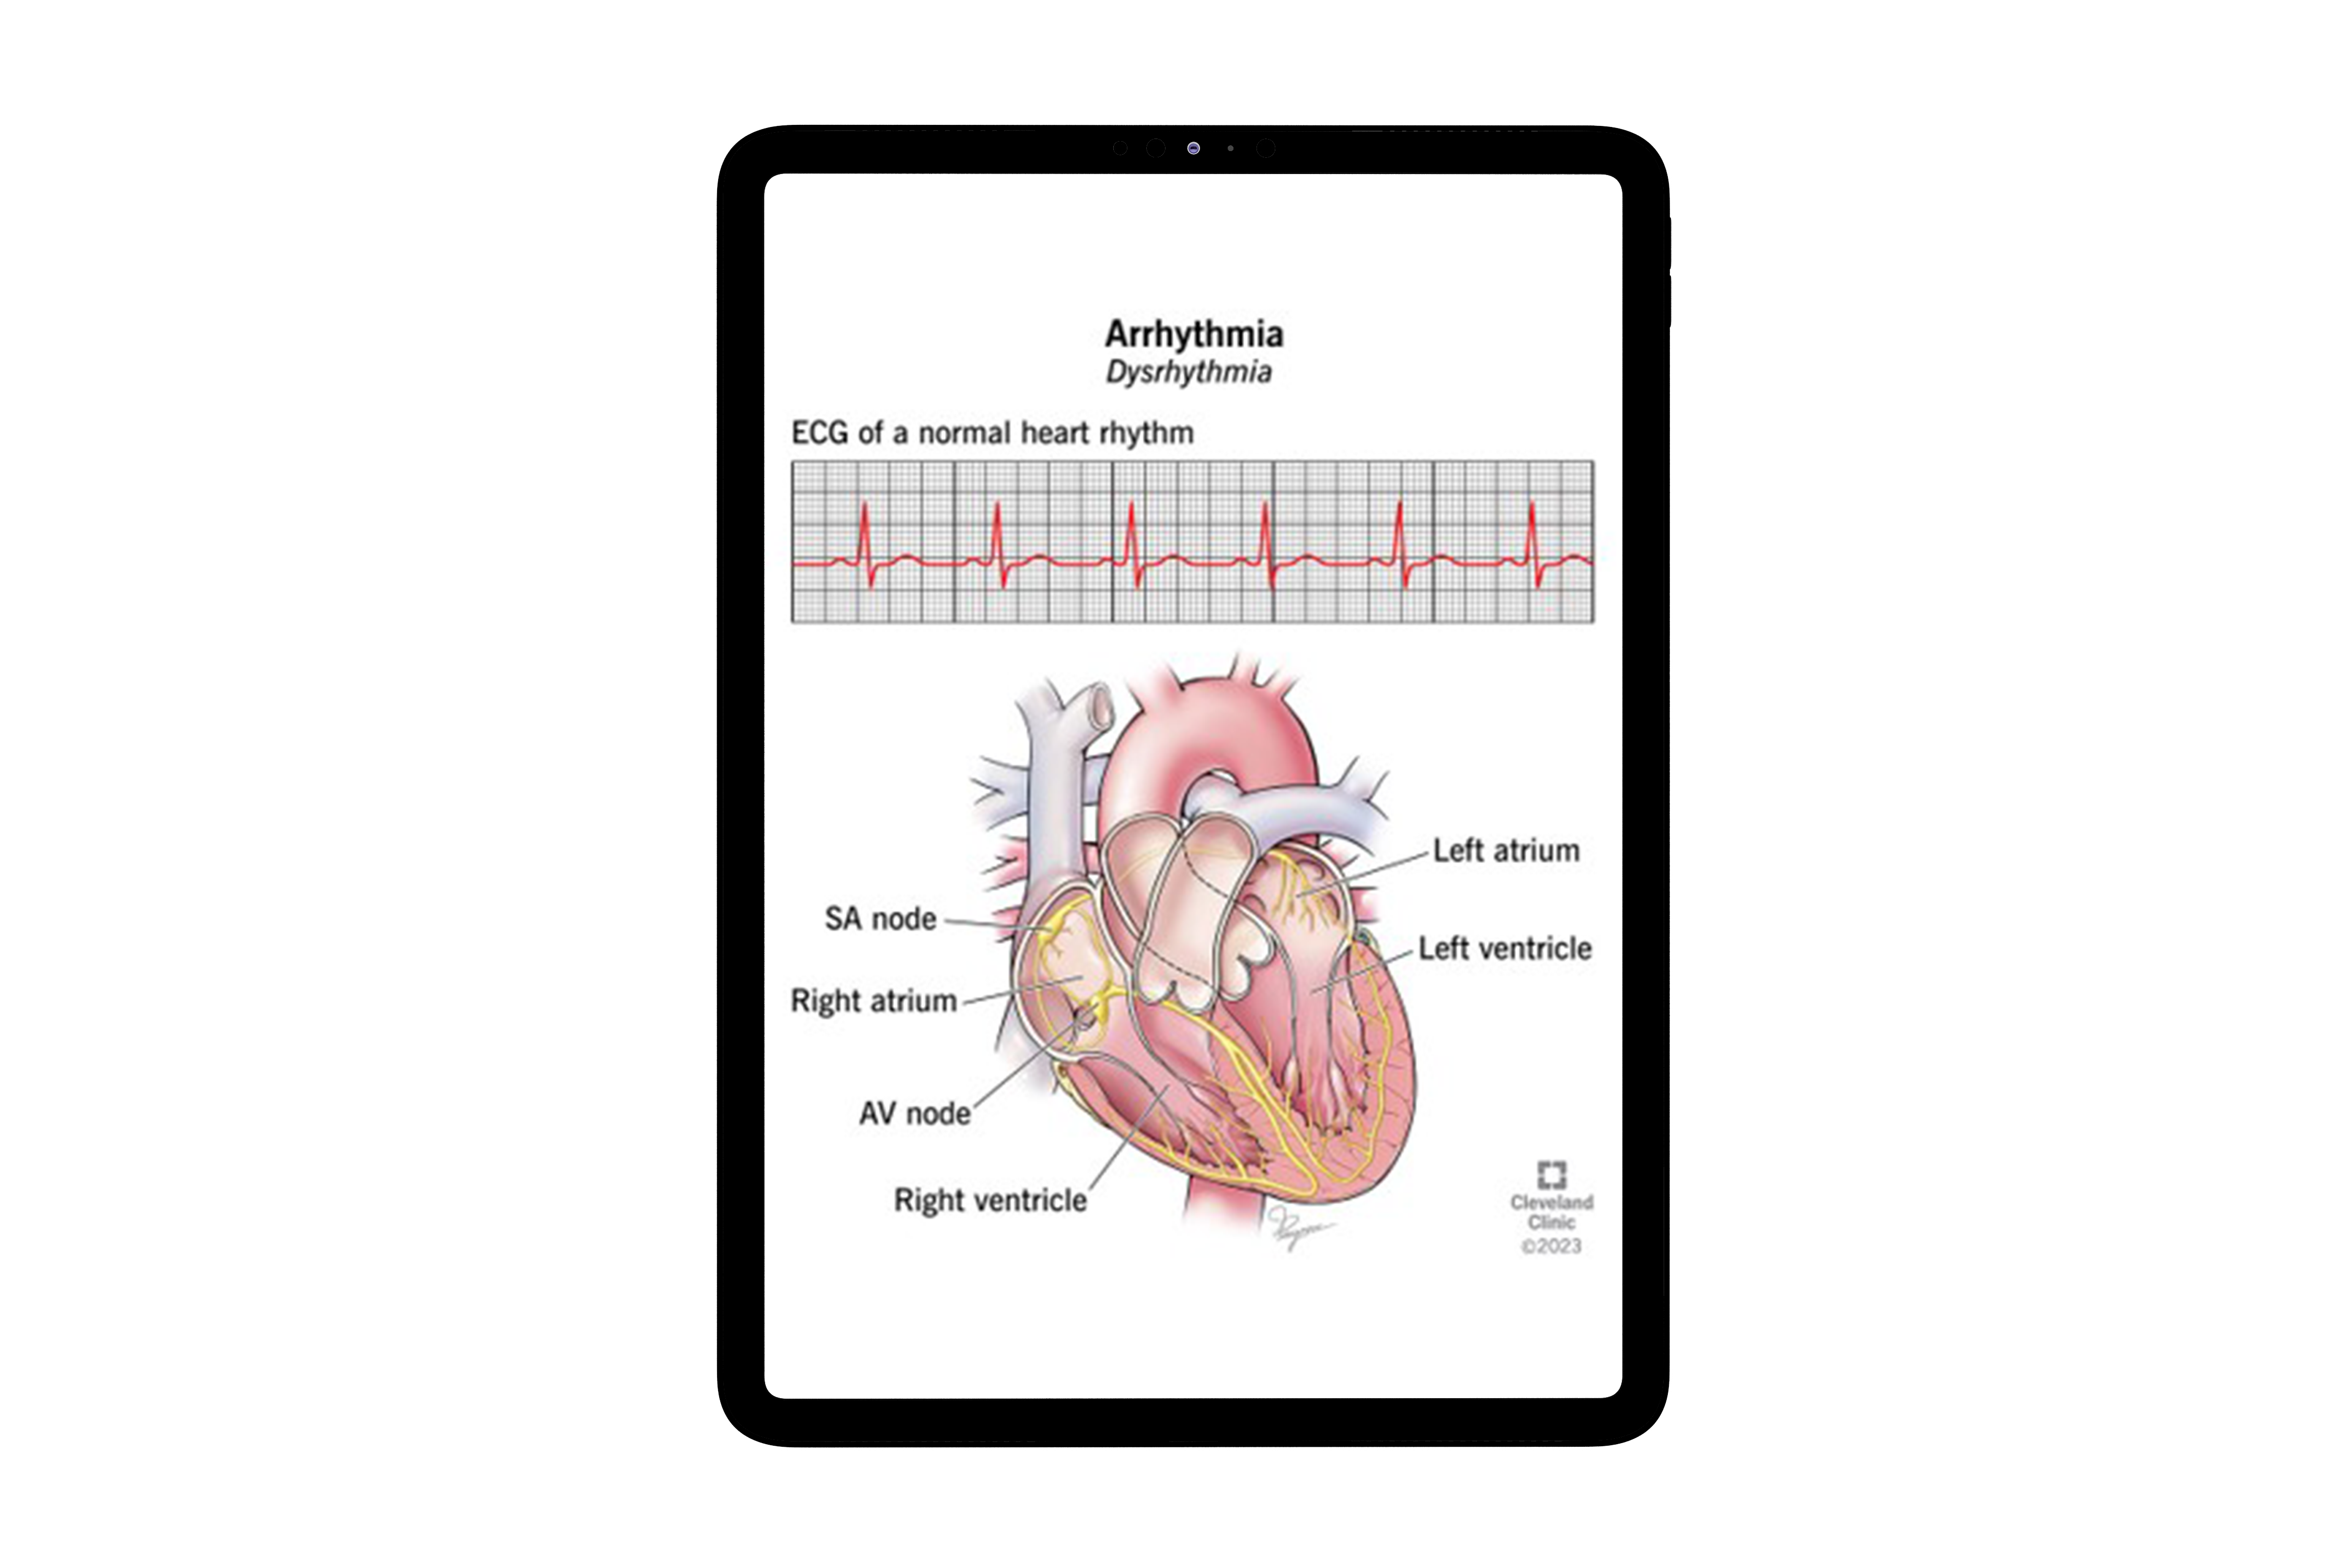 Arrhythmia
Dysrhythmia
ECG of a normal heart rhythm
Left atrium
SA node
Left ventricle
Right atrium
AV node
Right ventricle
Cleveland
Clinic
©2023